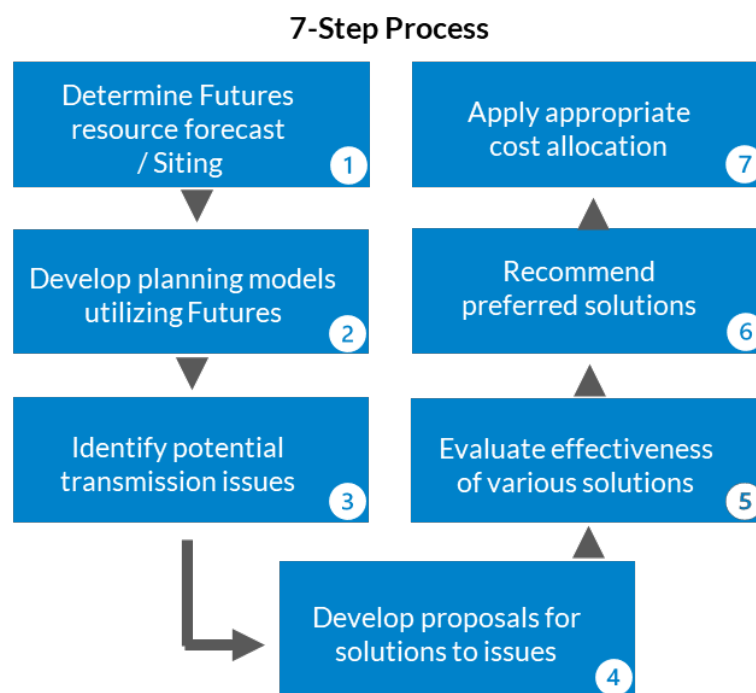 7-Step Process
Determine Futures
resource forecast
/ Siting
1
Develop planning models
utilizing Futures
2
Identify potential
transmission issues
3
Develop proposals for
solutions to issues
4
Evaluate effectiveness
of various solutions
5
Recommend
preferred solutions
6
Apply appropriate
cost allocation
7